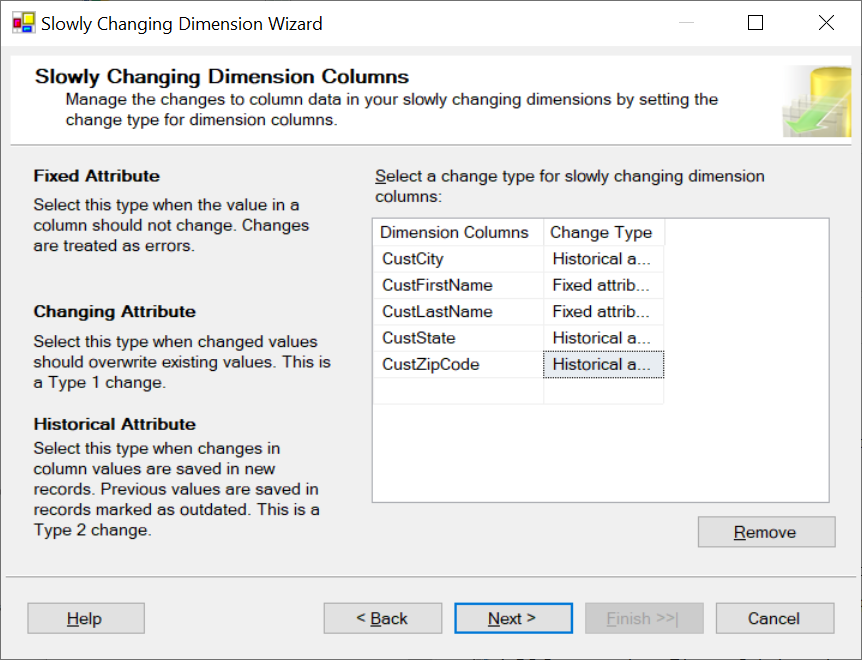 Slowly Changing Dimension Wizard
Slowly Changing Dimension Columns
Manage the changes to column data in your slowly changing dimensions by setting the
change type for dimension columns.
Fixed Attribute
Select this type when the value in a
column should not change. Changes
are treated as errors.
Changing Attribute
Select this type when changed values
should overwrite existing values. This is
a Type 1 change.
Historical Attribute
Select this type when changes in
column values are saved in new
records. Previous values are saved in
records marked as outdated. This is a
Type 2 change.
Select a change type for slowly changing dimension
columns:
Dimension Columns Change Type
CustCity Historical a...
CustFirstName Fixed attrib...
CustLastName Fixed attrib...
CustState Historical a...
CustZipCode Historical a...
Remove
Help < Back Next > Finish >>| Cancel